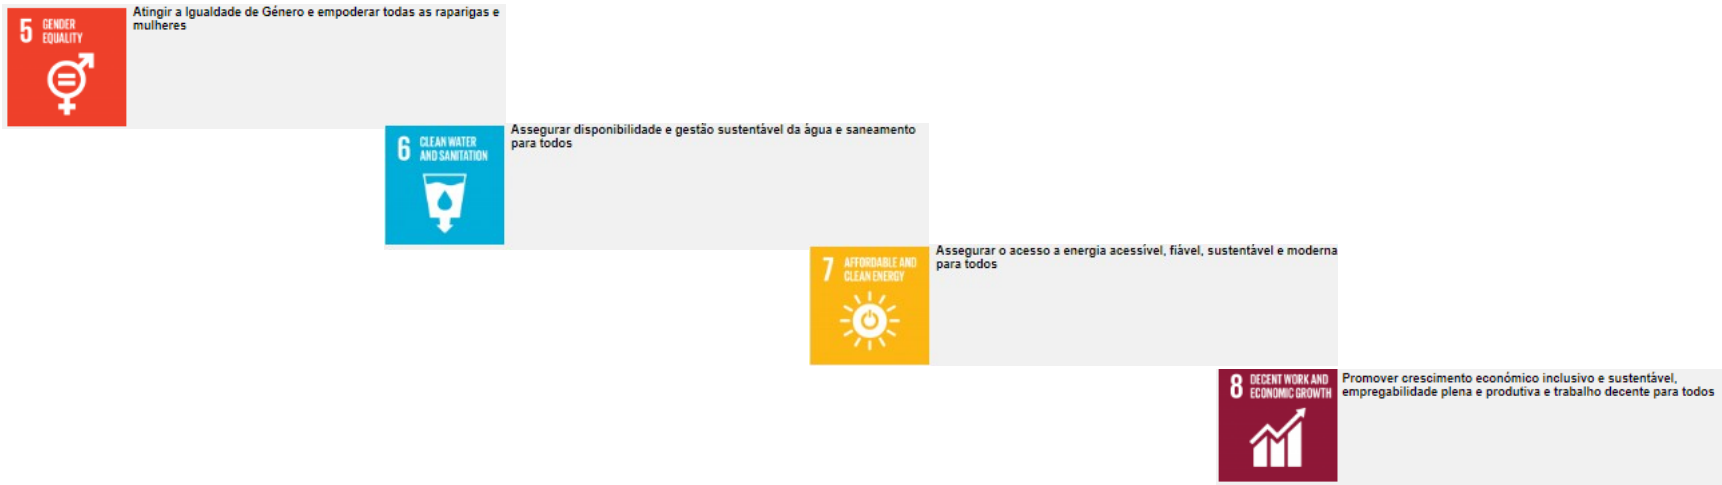 5 GENDER
EQUALITY
Atingir a Igualdade de Género e empoderar todas as raparigas e
mulheres
6 CLEAN WATER
AND SANITATION
Assegurar disponibilidade e gestão sustentável da água e saneamento
para todos
7 AFFORDABLE AND
CLEAN ENERGY
Assegurar o acesso a energia acessível, fiável, sustentável e moderna
para todos
8 DECENT WORK AND
ECONOMIC GROWTH
Promover crescimento económico inclusivo e sustentável,
empregabilidade plena e produtiva e trabalho decente para todos